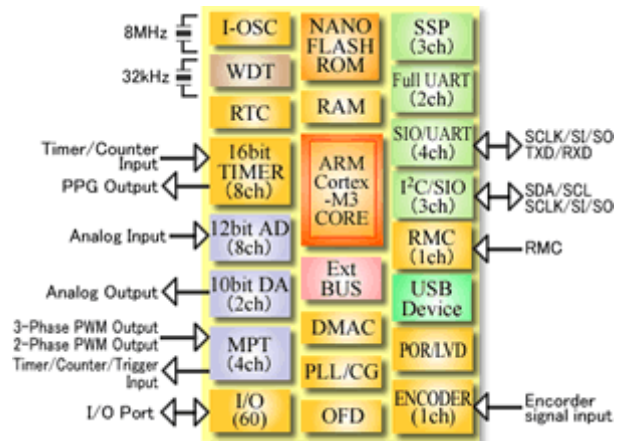 8MHz
32kHz
Timer/Counter
Input
PPG Output
Analog Input
Analog Output
3-Phase PWM Output
2-Phase PWM Output
Timer/Counter/Trigger
Input
I/O Port
I-OSC
WDT
RTC
16bit
TIMER
(8ch)
12bit AD
(8ch)
10bit DA
(2ch)
MPT
(4ch)
I/O
(60)
NANO
FLASH
ROM
RAM
ARM
Cortex
-M3
CORE
Ext
BUS
DMAC
PLL/CG
OFD
SSP
(3ch)
Full UART
(2ch)
SIO/UART
(4ch)
I²C/SIO
(3ch)
RMC
(1ch)
USB
Device
POR/LVD
ENCODER
(1ch)
SCLK/SI/SO
TXD/RXD
SDA/SCL
SCLK/SI/SO
RMC
Encorder
signal input